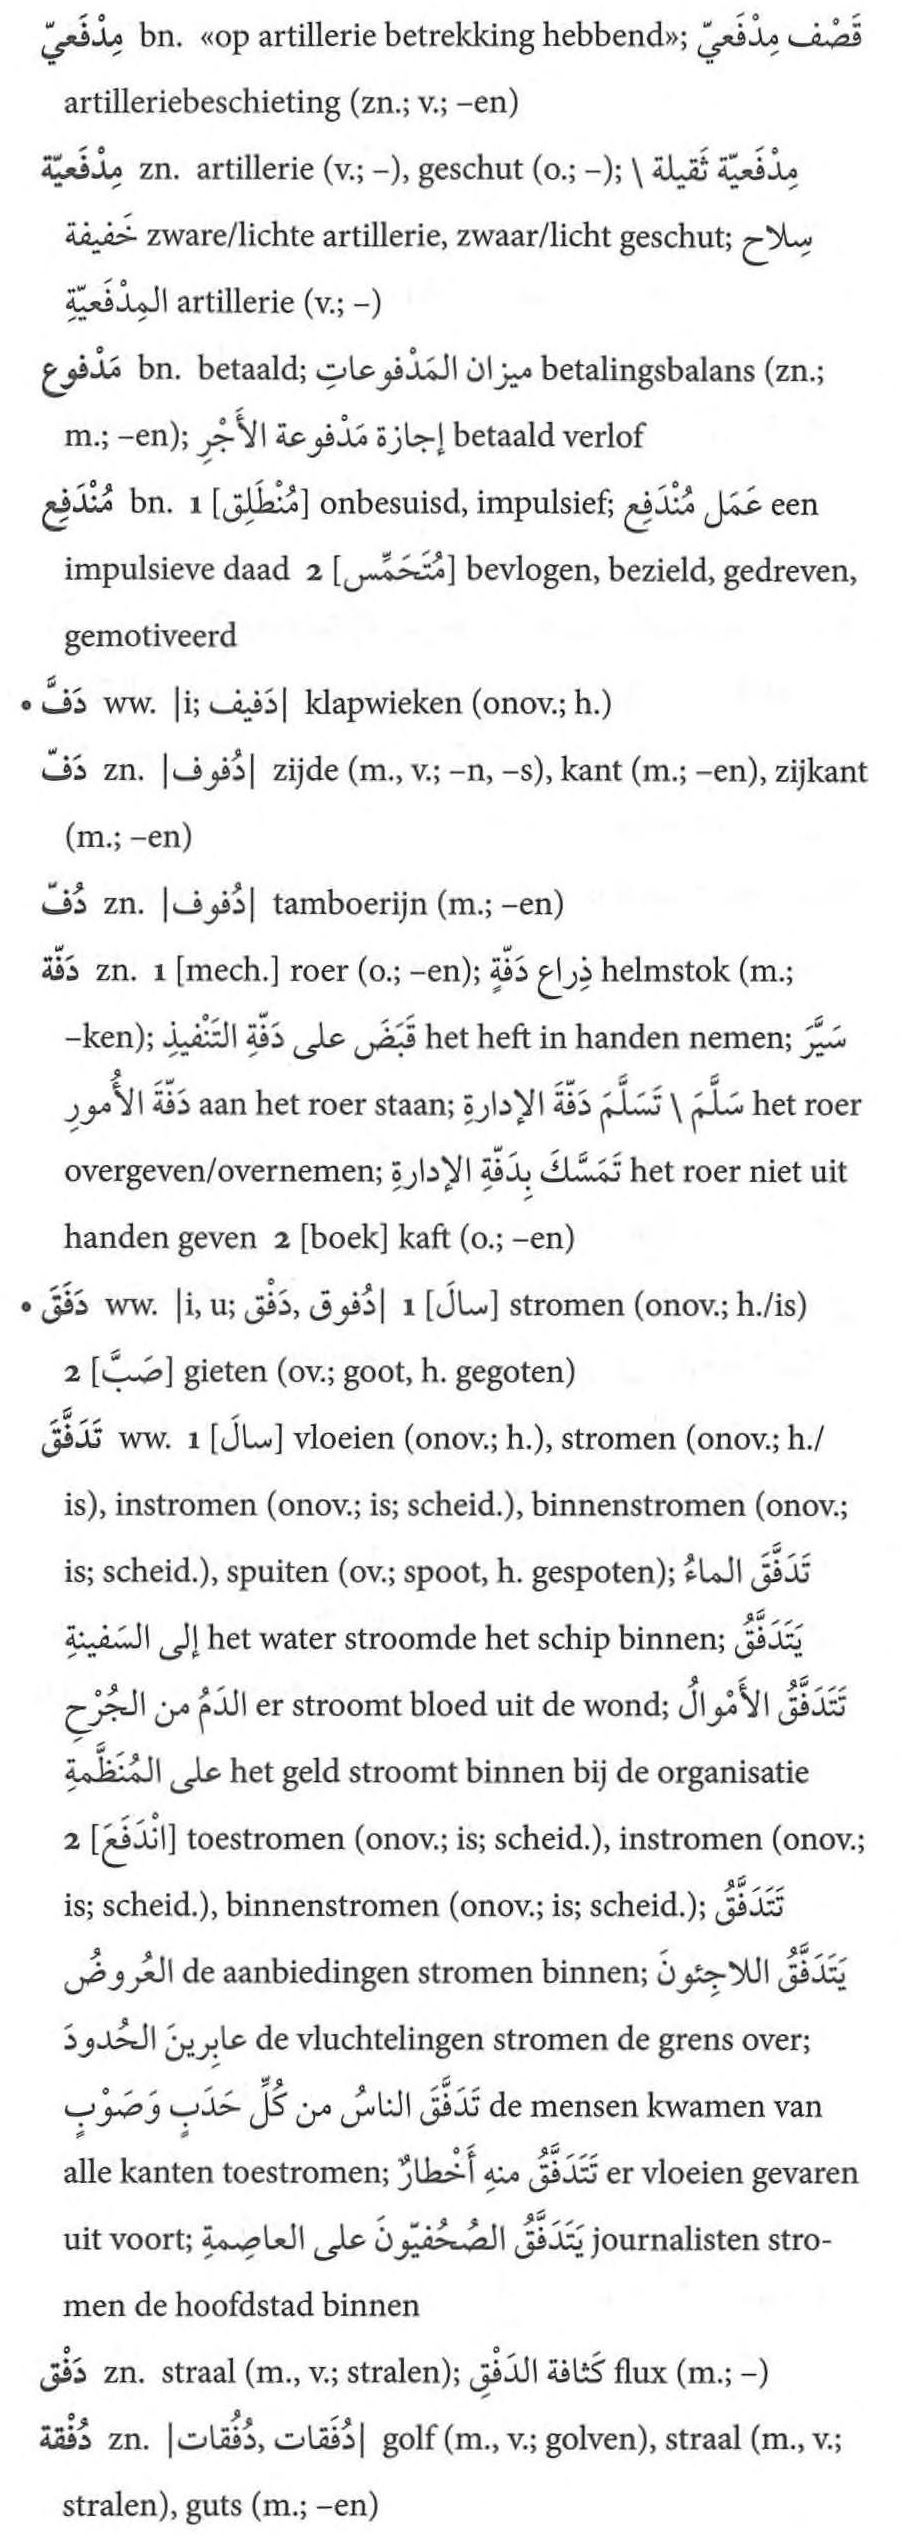 مِدْفَعيّ bn. «op artillerie betrekking hebbend»; قَصْف مِدْفَعيّ
artilleriebeschieting (zn.; v.; –en)
مِدْفَعيّة zn. artillerie (v.; –), geschut (o.; –); مِدْفَعيّة ثَقيلة \
خَفيفة zware/lichte artillerie, zwaar/licht geschut; سِلاح
المِدْفَعيّةِ artillerie (v.; –)
مَدْفوع bn. betaald; ميزان المَدْفوعاتِ betalingsbalans (zn.;
m.; –en); إجازة مَدْفوعة الأَجْرِ betaald verlof
مُنْدَفِع bn. 1 [مُنْطَلِق] onbesuisd, impulsief; عَمَل مُنْدَفِع een
impulsieve daad 2 [مُتَحَمِّس] bevlogen, bezield, gedreven,
gemotiveerd
• دَفَّ ww. |i; دَفيف| klapwieken (onov.; h.)
دَفّ zn. |دُفوف| zijde (m., v.; –n, –s), kant (m.; –en), zijkant
(m.; –en)
دُفّ zn. |دُفوف| tamboerijn (m.; –en)
دَفّة zn. 1 [mech.] roer (o.; –en); ذِراع دَفّةٍ helmstok (m.;
–ken); قَبَضَ على دَفّةِ التَنْفيذِ het heft in handen nemen; سَيَّرَ
دَفّةَ الأُمورِ aan het roer staan; سَلَّمَ \ تَسَلَّمَ دَفّةَ الإدارةِ het roer
overgeven/overnemen; تَمَسَّكَ بِدَفّةِ الإدارةِ het roer niet uit
handen geven 2 [boek] kaft (o.; –en)
• دَفَقَ ww. |i, u; دَفْق, دُفوق| 1 [سالَ] stromen (onov.; h./is)
2 [صَبَّ] gieten (ov.; goot, h. gegoten)
تَدَفَّقَ ww. 1 [سالَ] vloeien (onov.; h.), stromen (onov.; h./
is), instromen (onov.; is; scheid.), binnenstromen (onov.;
is; scheid.), spuiten (ov.; spoot, h. gespoten); تَدَفَّقَ الماءُ
إلى السَفينةِ het water stroomde het schip binnen; يَتَدَفَّقُ
الدَمُ من الجُرْحِ er stroomt bloed uit de wond; تَتَدَفَّقُ الأَمْوالُ
على المُنَظَّمةِ het geld stroomt binnen bij de organisatie
2 [انْدَفَعَ] toestromen (onov.; is; scheid.), instromen (onov.;
is; scheid.), binnenstromen (onov.; is; scheid.); تَتَدَفَّقُ
العُروضُ de aanbiedingen stromen binnen; يَتَدَفَّقُ اللاجِئونَ
عابِرينَ الحُدودَ de vluchtelingen stromen de grens over;
تَدَفَّقَ الناسُ من كُلِّ حَدَبٍ وَصَوْبٍ de mensen kwamen van
alle kanten toestromen; تَتَدَفَّقُ منه أَخْطارٌ er vloeien gevaren
uit voort; يَتَدَفَّقُ الصُحُفيّونَ على العاصِمةِ journalisten stro-
men de hoofdstad binnen
دَفْق zn. straal (m., v.; stralen); كَثافة الدَفْقِ flux (m.; –)
دُفْقة zn. |دُفَقات, دُفُقات| golf (m., v.; golven), straal (m., v.;
stralen), guts (m.; –en)